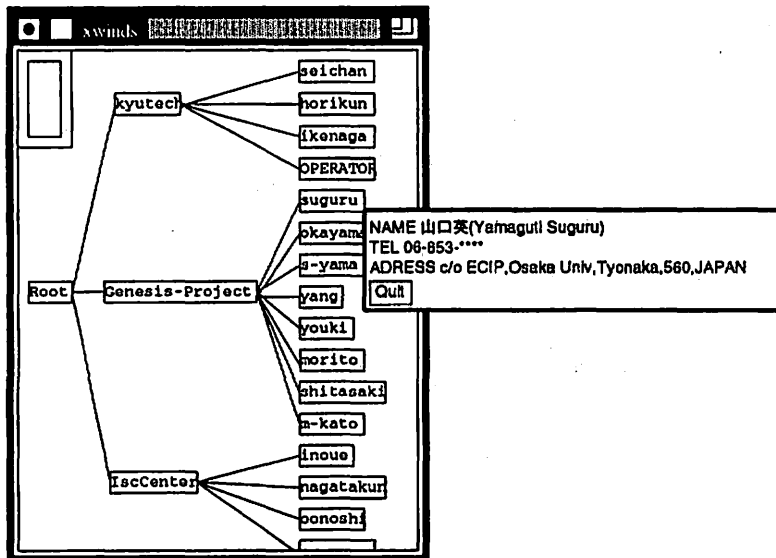 xwinds
seichan
kyutech
norikun
ikenaga
OPERATOR
suguru
okayama
s-yama
Root
Genesis-Project
yang
youki
morito
shitasaki
m-kato
inoue
IscCenter
nagatakun
oonoshi
NAME 山口英(Yamaguti Suguru)
TEL 06-853-****
ADRESS c/o ECIP,Osaka Univ,Tyonaka,560,JAPAN
Quit